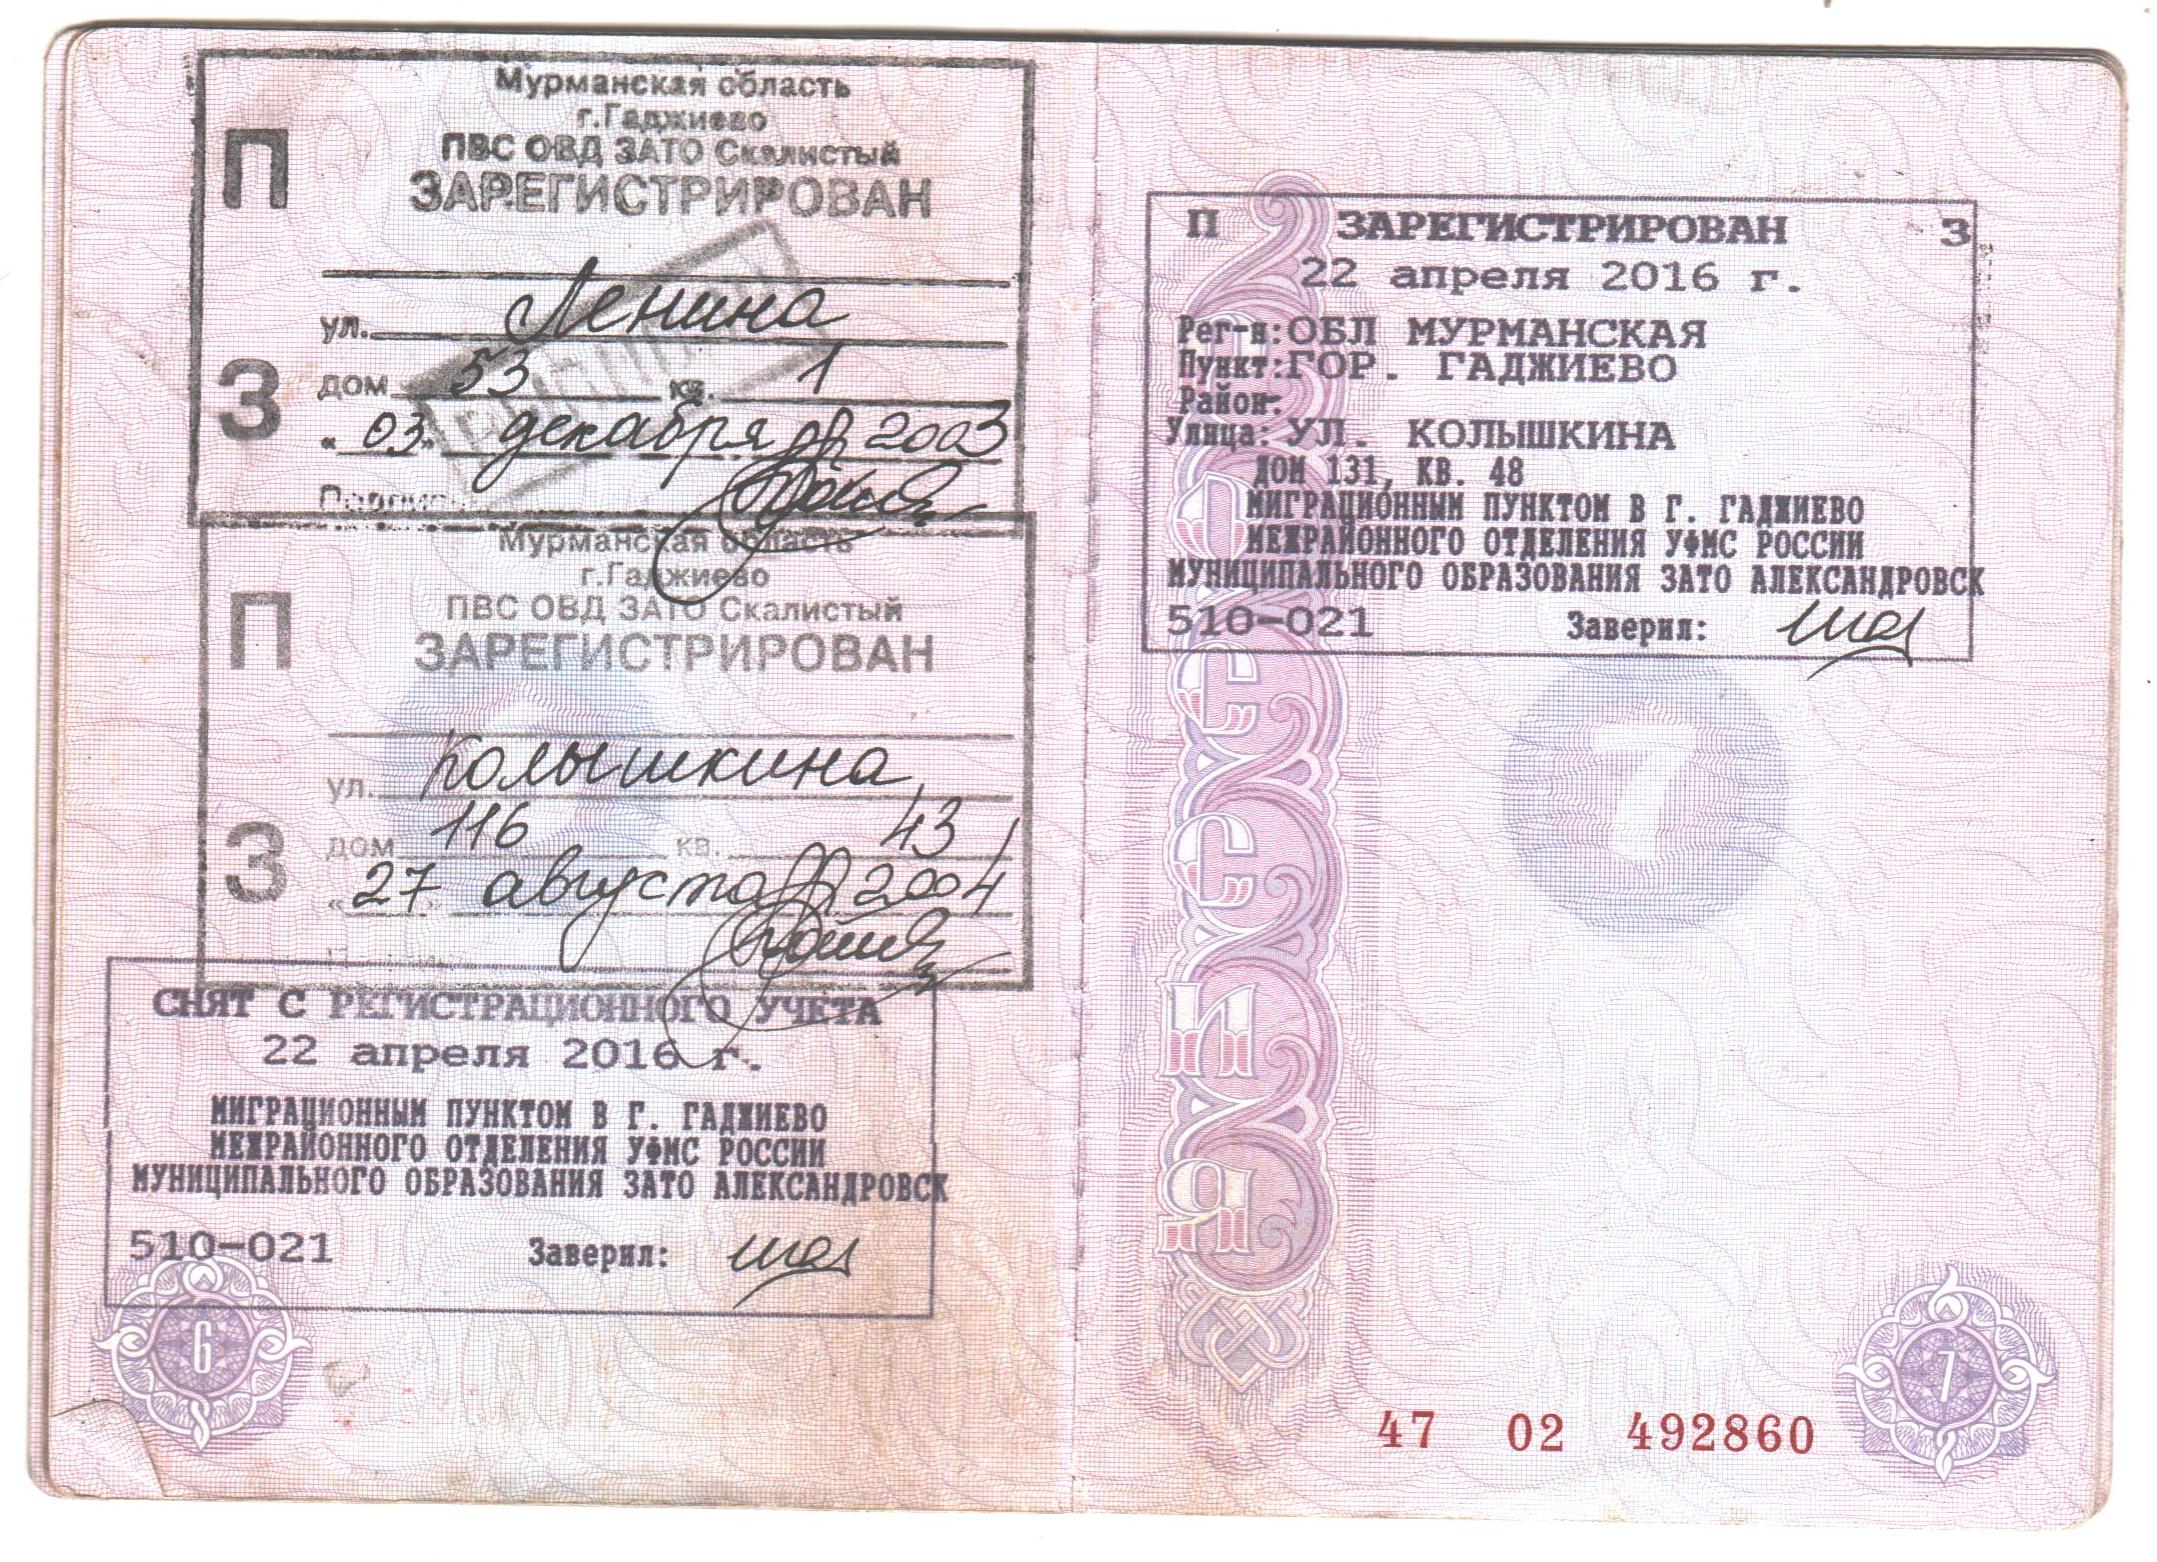 Мурманская область
г.Гаджиево
ПВС ОВД ЗАТО Скалистый
П
ЗАРЕГИСТРИРОВАН
ул. Ленина
З
дом 53 кв. 1
«03» декабря 2003
Мурманская область
г.Гаджиево
ПВС ОВД ЗАТО Скалистый
П
ЗАРЕГИСТРИРОВАН
ул. Колышкина
З
дом 116 кв. 43
«27» августа 2004
СНЯТ С РЕГИСТРАЦИОННОГО УЧЕТА
22 апреля 2016 г.
МИГРАЦИОННЫМ ПУНКТОМ В Г. ГАДЖИЕВО
МЕЖРАЙОННОГО ОТДЕЛЕНИЯ УФМС РОССИИ
МУНИЦИПАЛЬНОГО ОБРАЗОВАНИЯ ЗАТО АЛЕКСАНДРОВСК
510-021 Заверил:
6
П ЗАРЕГИСТРИРОВАН З
22 апреля 2016 г.
Рег-н: ОБЛ МУРМАНСКАЯ
Пункт: ГОР. ГАДЖИЕВО
Район:
Улица: УЛ. КОЛЫШКИНА
ДОМ 131, КВ. 48
МИГРАЦИОННЫМ ПУНКТОМ В Г. ГАДЖИЕВО
МЕЖРАЙОННОГО ОТДЕЛЕНИЯ УФМС РОССИИ
МУНИЦИПАЛЬНОГО ОБРАЗОВАНИЯ ЗАТО АЛЕКСАНДРОВСК
510-021 Заверил:
7
47 02 492860
7